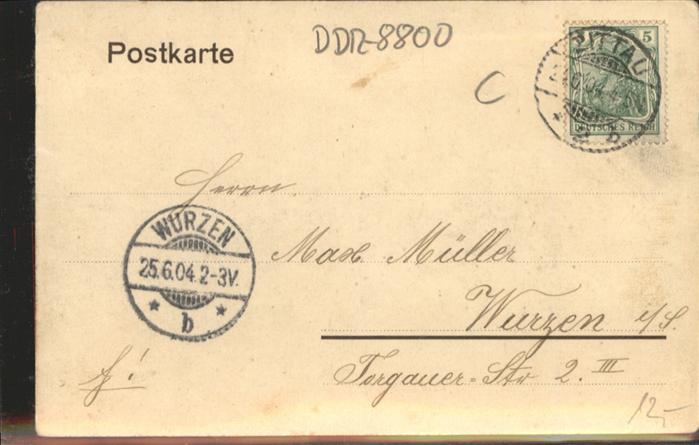 DDR-8800
Postkarte
C
5
DEUTSCHES REICH
ZITTAU
b
Herrn
WURZEN
25.6.04.2-3V.
* b *
Max Müller
Wurzen i/S.
Torgauer-Str 2. III
12,-